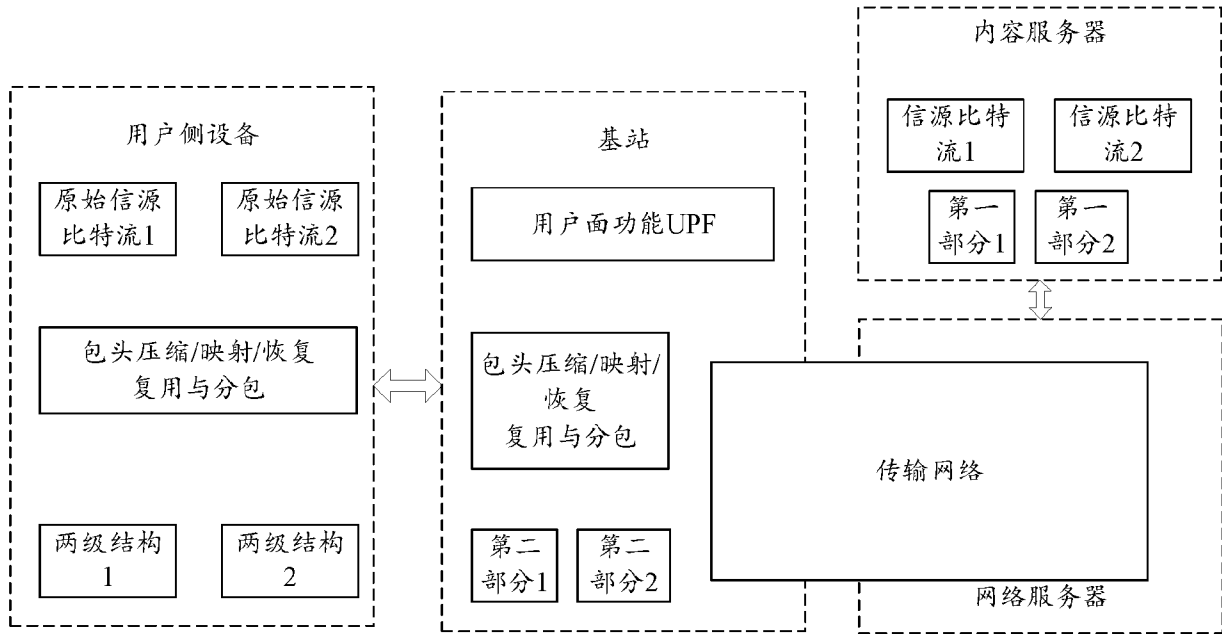 用户侧设备
原始信源
比特流1
原始信源
比特流2
包头压缩/映射/恢复
复用与分包
两级结构
1
两级结构
2
基站
用户面功能UPF
包头压缩/映射/
恢复
复用与分包
第二
部分1
第二
部分2
内容服务器
信源比特
流1
信源比特
流2
第一
部分1
第一
部分2
传输网络
网络服务器